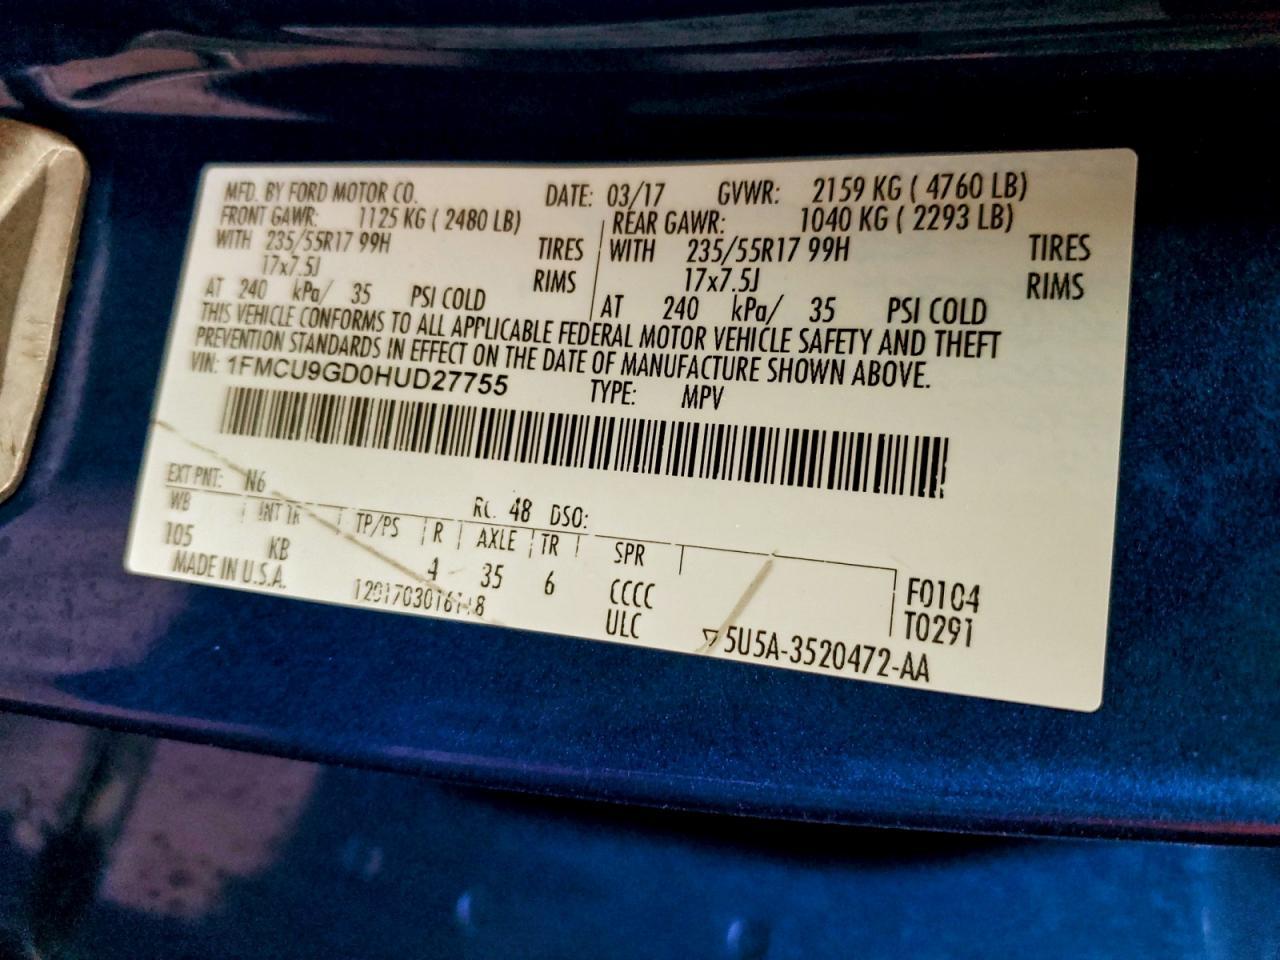 MFD. BY FORD MOTOR CO. DATE: 03/17 GVWR: 2159 KG ( 4760 LB)
FRONT GAWR: 1125 KG ( 2480 LB) REAR GAWR: 1040 KG ( 2293 LB)
WITH 235/55R17 99H TIRES WITH 235/55R17 99H TIRES
17x7.5J RIMS 17x7.5J RIMS
AT 240 kPa/ 35 PSI COLD AT 240 kPa/ 35 PSI COLD
THIS VEHICLE CONFORMS TO ALL APPLICABLE FEDERAL MOTOR VEHICLE SAFETY AND THEFT
PREVENTION STANDARDS IN EFFECT ON THE DATE OF MANUFACTURE SHOWN ABOVE.
VIN: 1FMCU9GD0HUD27755 TYPE: MPV
EXT PNT: N6 RC: 48 DSO:
WB INT TR TP/PS R AXLE TR SPR
105 KB 4 35 6 CCCC F0104
ULC T0291
MADE IN U.S.A. 5U5A-3520472-AA